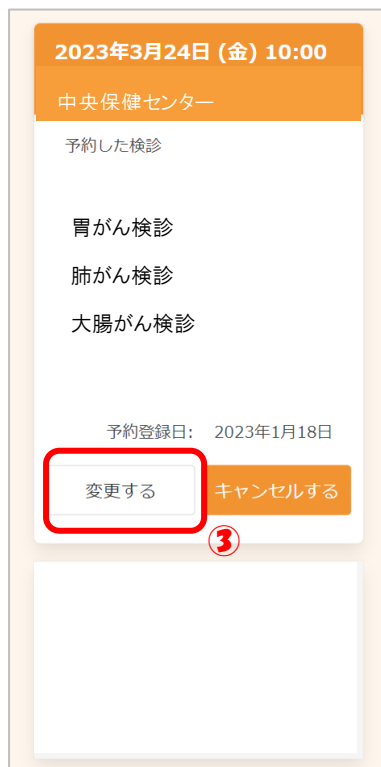 2023年3月24日 (金) 10:00
中央保健センター
予約した検診
胃がん検診
肺がん検診
大腸がん検診
予約登録日: 2023年1月18日
変更する キャンセルする
③